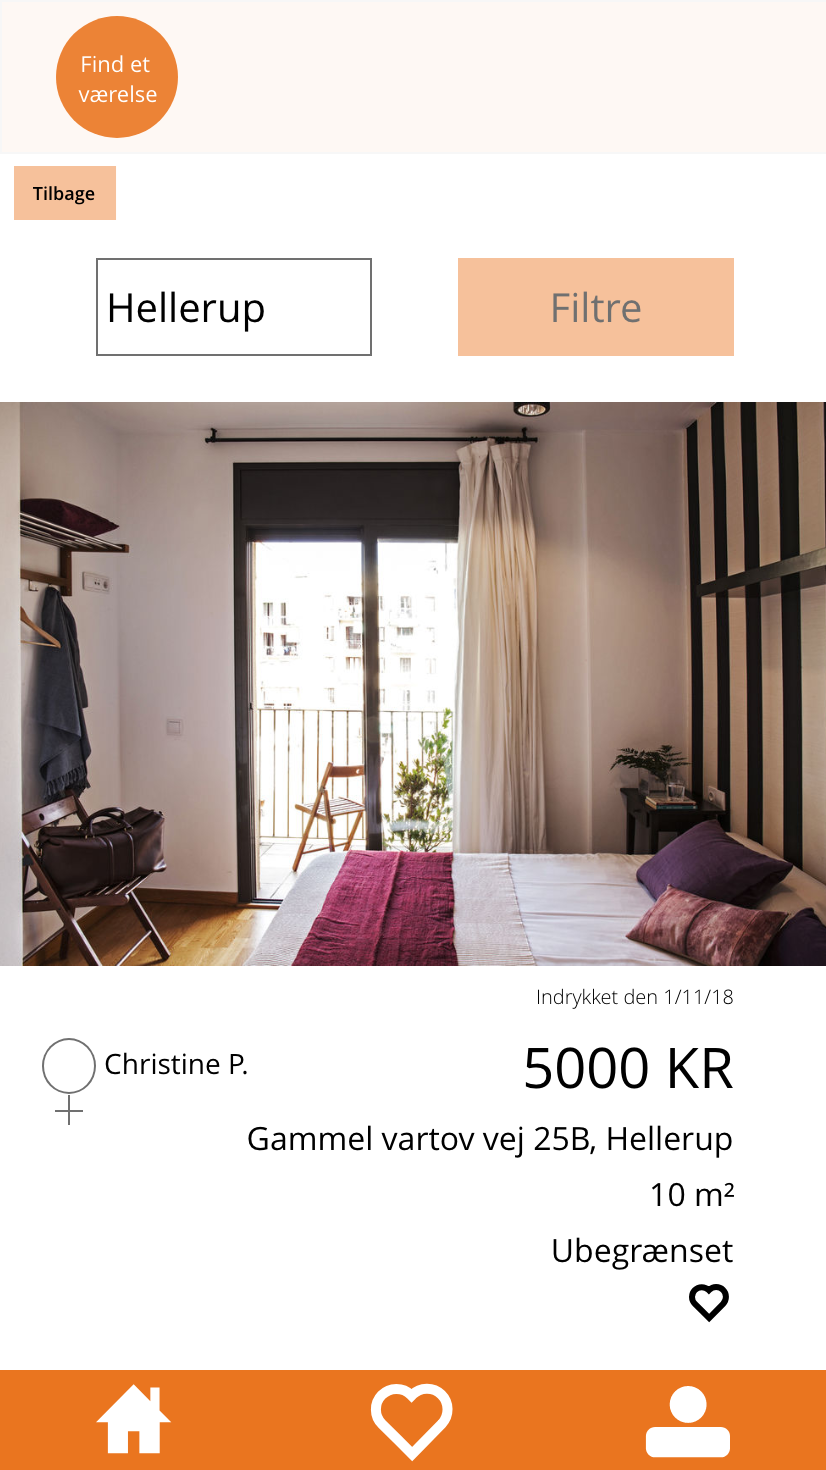 Find et
værelse
Tilbage
Hellerup
Filtre
Indrykket den 1/11/18
Christine P.
5000 KR
Gammel vartov vej 25B, Hellerup
10 m²
Ubegrænset